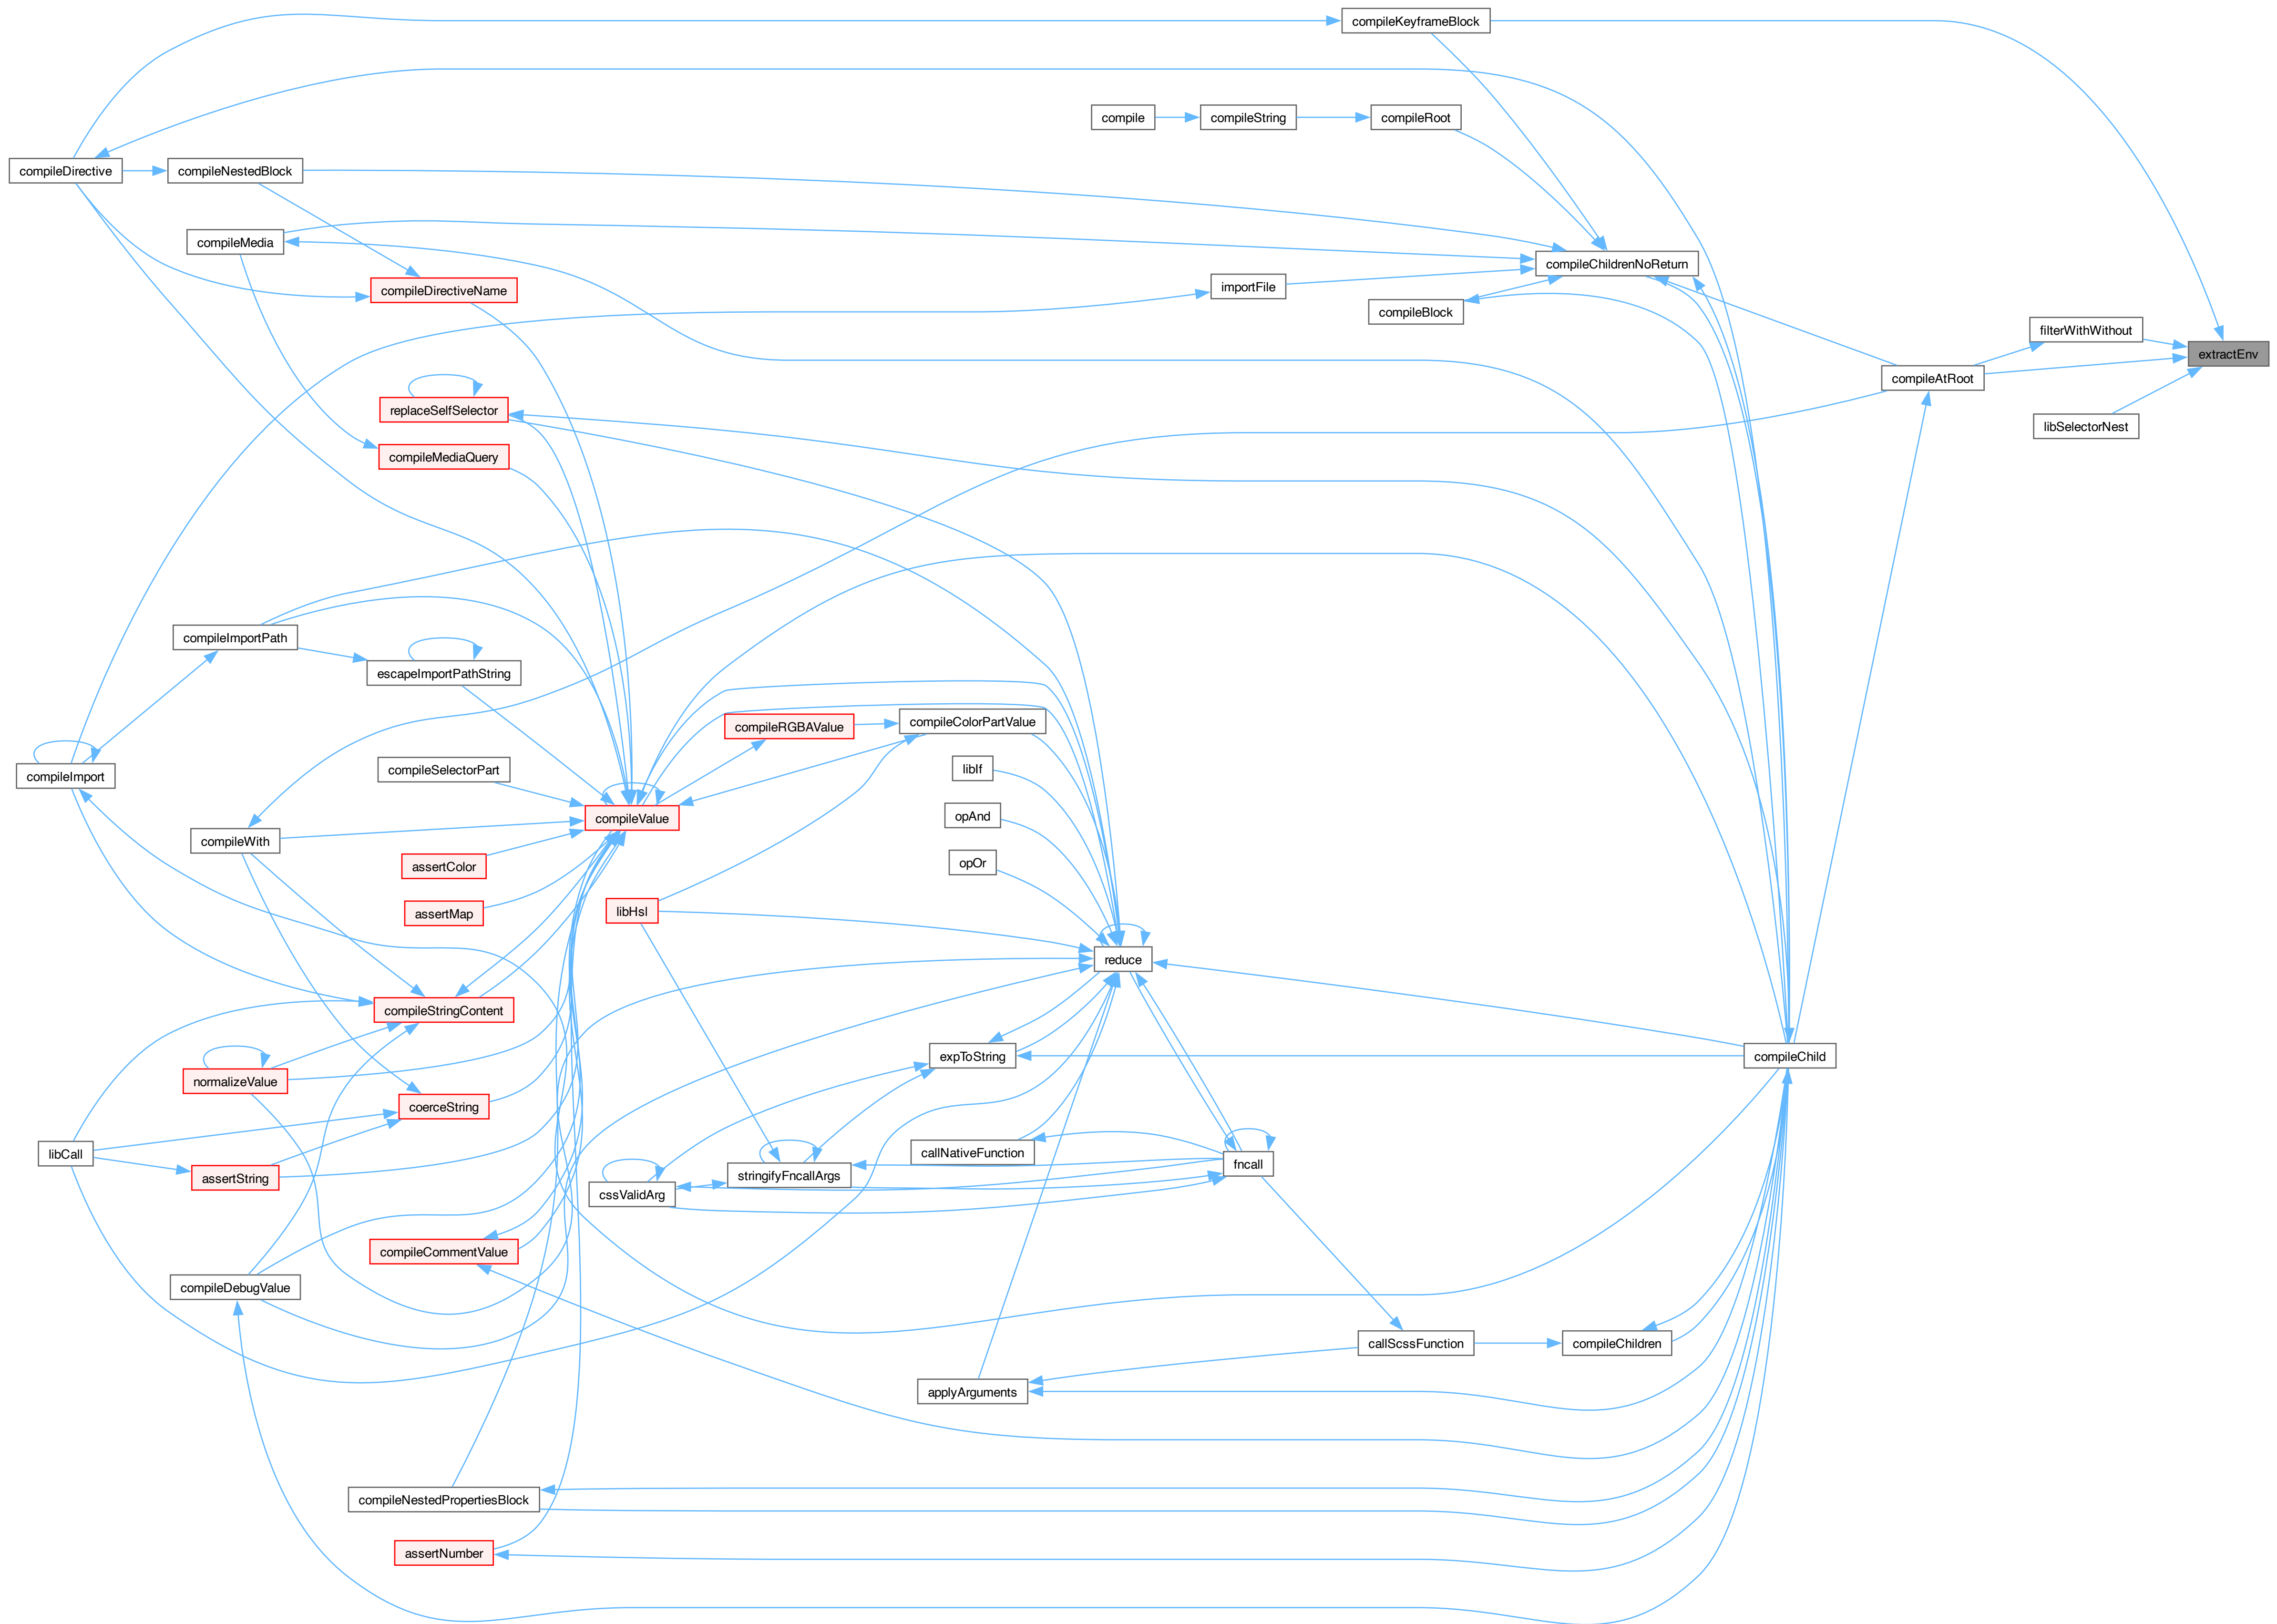 compileKeyframeBlock
compile
compileString
compileRoot
compileDirective
compileNestedBlock
compileMedia
compileChildrenNoReturn
compileDirectiveName
importFile
compileBlock
filterWithWithout
extractEnv
compileAtRoot
replaceSelfSelector
libSelectorNest
compileMediaQuery
compileImportPath
escapeImportPathString
compileColorPartValue
compileRGBAValue
libIf
compileSelectorPart
compileImport
opAnd
compileValue
compileWith
opOr
assertColor
libHsl
assertMap
reduce
compileStringContent
expToString
compileChild
normalizeValue
coerceString
libCall
callNativeFunction
fncall
stringifyFncallArgs
assertString
cssValidArg
compileCommentValue
compileDebugValue
callScssFunction
compileChildren
applyArguments
compileNestedPropertiesBlock
assertNumber